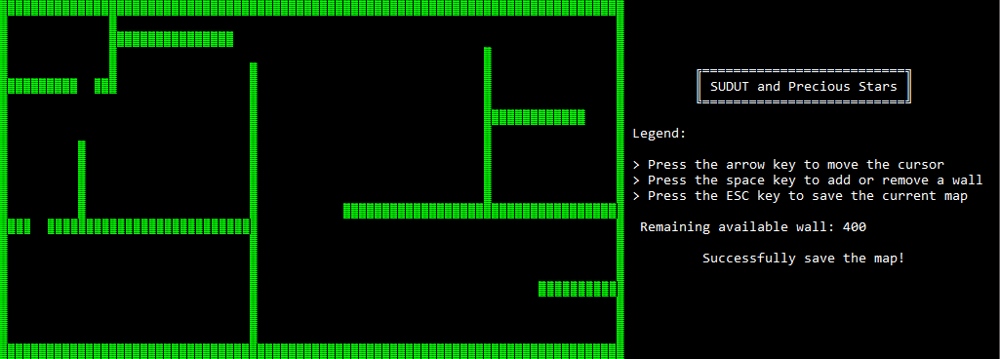 SUDUT and Precious Stars
Legend:
> Press the arrow key to move the cursor
> Press the space key to add or remove a wall
> Press the ESC key to save the current map
Remaining available wall: 400
Successfully save the map!